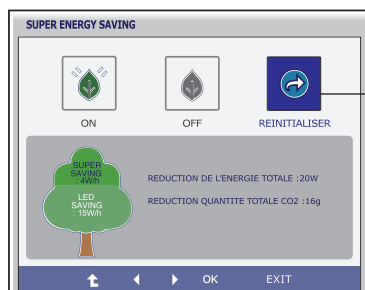 SUPER ENERGY SAVING
ON
OFF
REINITIALISER
SUPER
SAVING
: 4W/h
LED
SAVING
: 15W/h
REDUCTION DE L'ENERGIE TOTALE :20W
REDUCTION QUANTITE TOTALE CO2 :16g
OK
EXIT